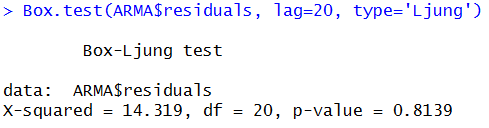 > Box.test(ARMA$residuals, lag=20, type='Ljung')
Box-Ljung test
data:  ARMA$residuals
X-squared = 14.319, df = 20, p-value = 0.8139